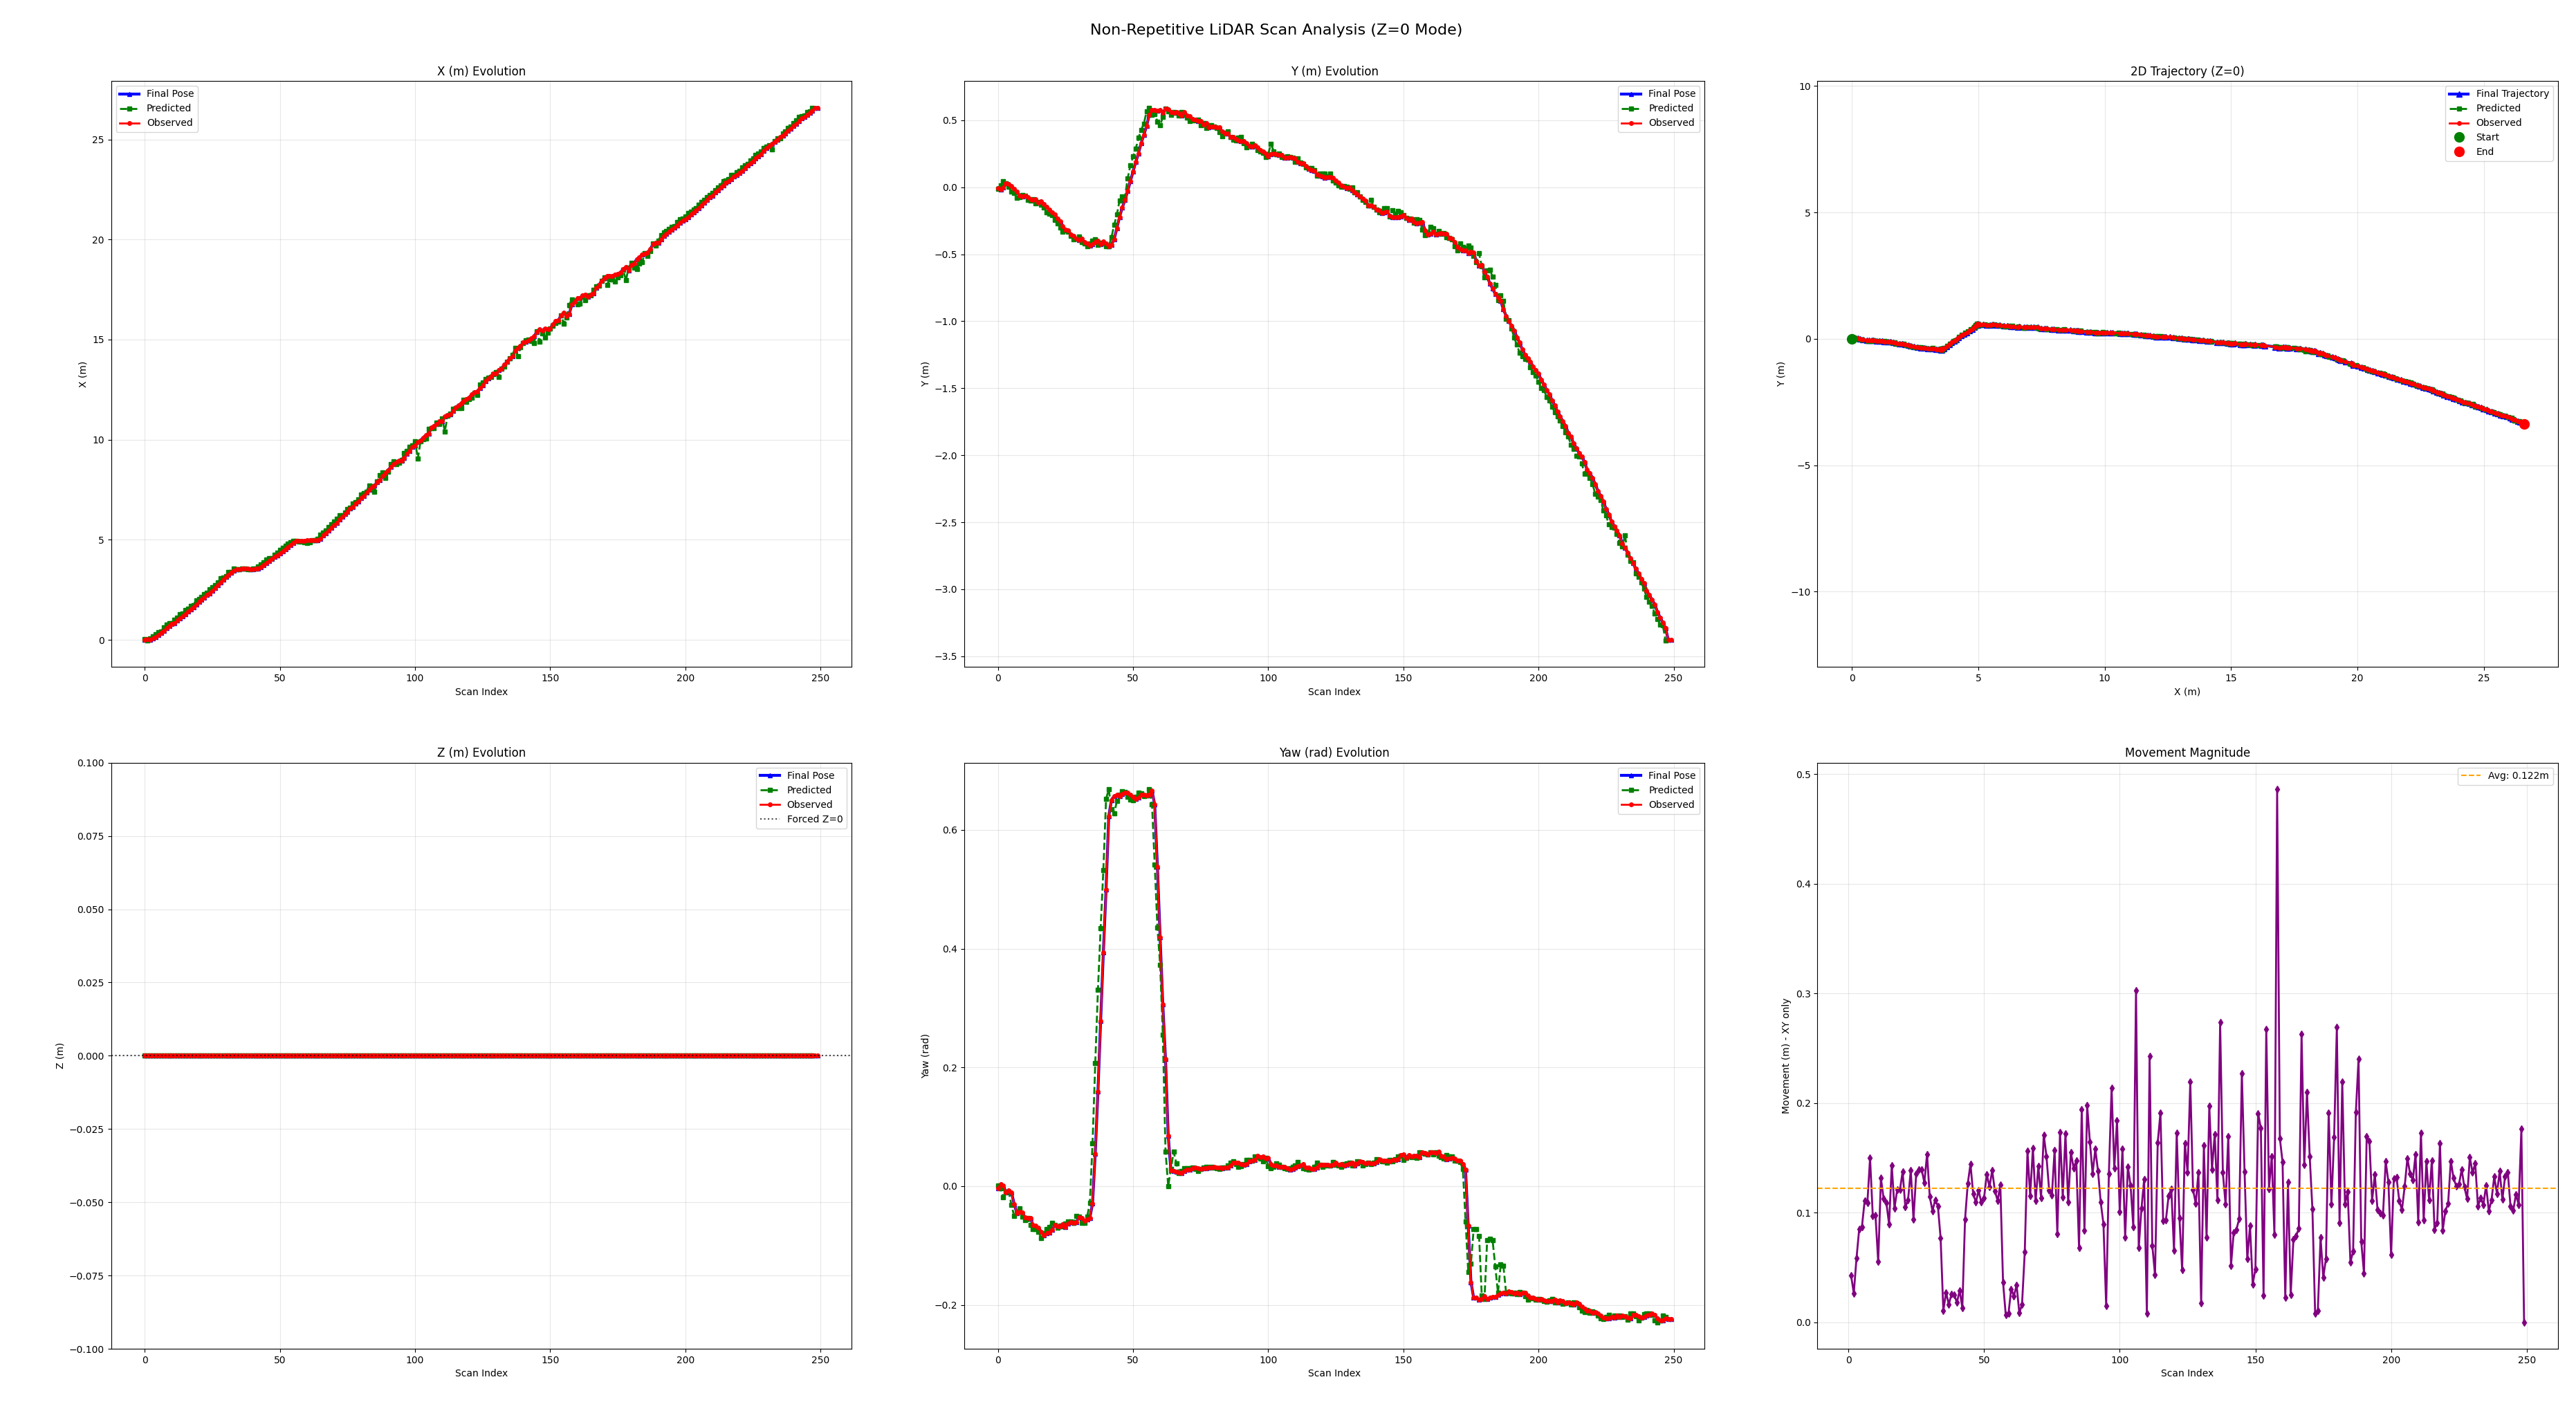 Non-Repetitive LiDAR Scan Analysis (Z=0 Mode)
X (m) Evolution
Final Pose
Predicted
Observed
25
20
15
10
5
0
X (m)
0 50 100 150 200 250
Scan Index
Y (m) Evolution
Final Pose
Predicted
Observed
0.5
0.0
−0.5
−1.0
−1.5
−2.0
−2.5
−3.0
−3.5
Y (m)
0 50 100 150 200 250
Scan Index
2D Trajectory (Z=0)
Final Trajectory
Predicted
Observed
Start
End
10
5
0
−5
−10
Y (m)
0 5 10 15 20 25
X (m)
Z (m) Evolution
Final Pose
Predicted
Observed
Forced Z=0
0.100
0.075
0.050
0.025
0.000
−0.025
−0.050
−0.075
−0.100
Z (m)
0 50 100 150 200 250
Scan Index
Yaw (rad) Evolution
Final Pose
Predicted
Observed
0.6
0.4
0.2
0.0
−0.2
Yaw (rad)
0 50 100 150 200 250
Scan Index
Movement Magnitude
Avg: 0.122m
0.5
0.4
0.3
0.2
0.1
0.0
Movement (m) - XY only
0 50 100 150 200 250
Scan Index